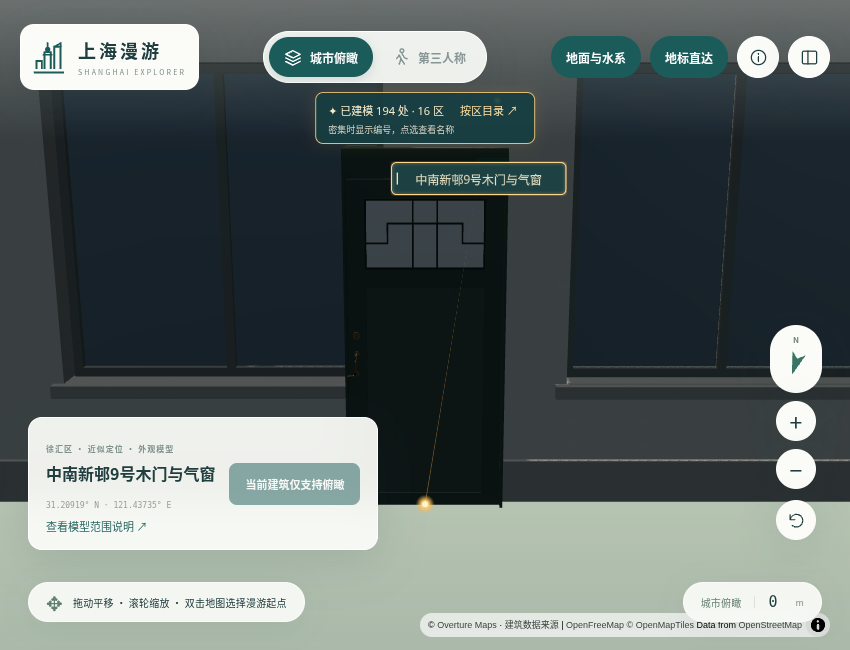 上海漫游
SHANGHAI EXPLORER
城市俯瞰
第三人称
地面与水系
地标直达
✦ 已建模 194 处 · 16 区 按区目录 ↗
密集时显示编号，点选查看名称
中南新邨9号木门与气窗
N
徐汇区 · 近似定位 · 外观模型
中南新邨9号木门与气窗
当前建筑仅支持俯瞰
31.20919° N · 121.43735° E
查看模型范围说明 ↗
+
−
拖动平移 · 滚轮缩放 · 双击地图选择漫游起点
城市俯瞰 0 m
© Overture Maps · 建筑数据来源 | OpenFreeMap © OpenMapTiles Data from OpenStreetMap